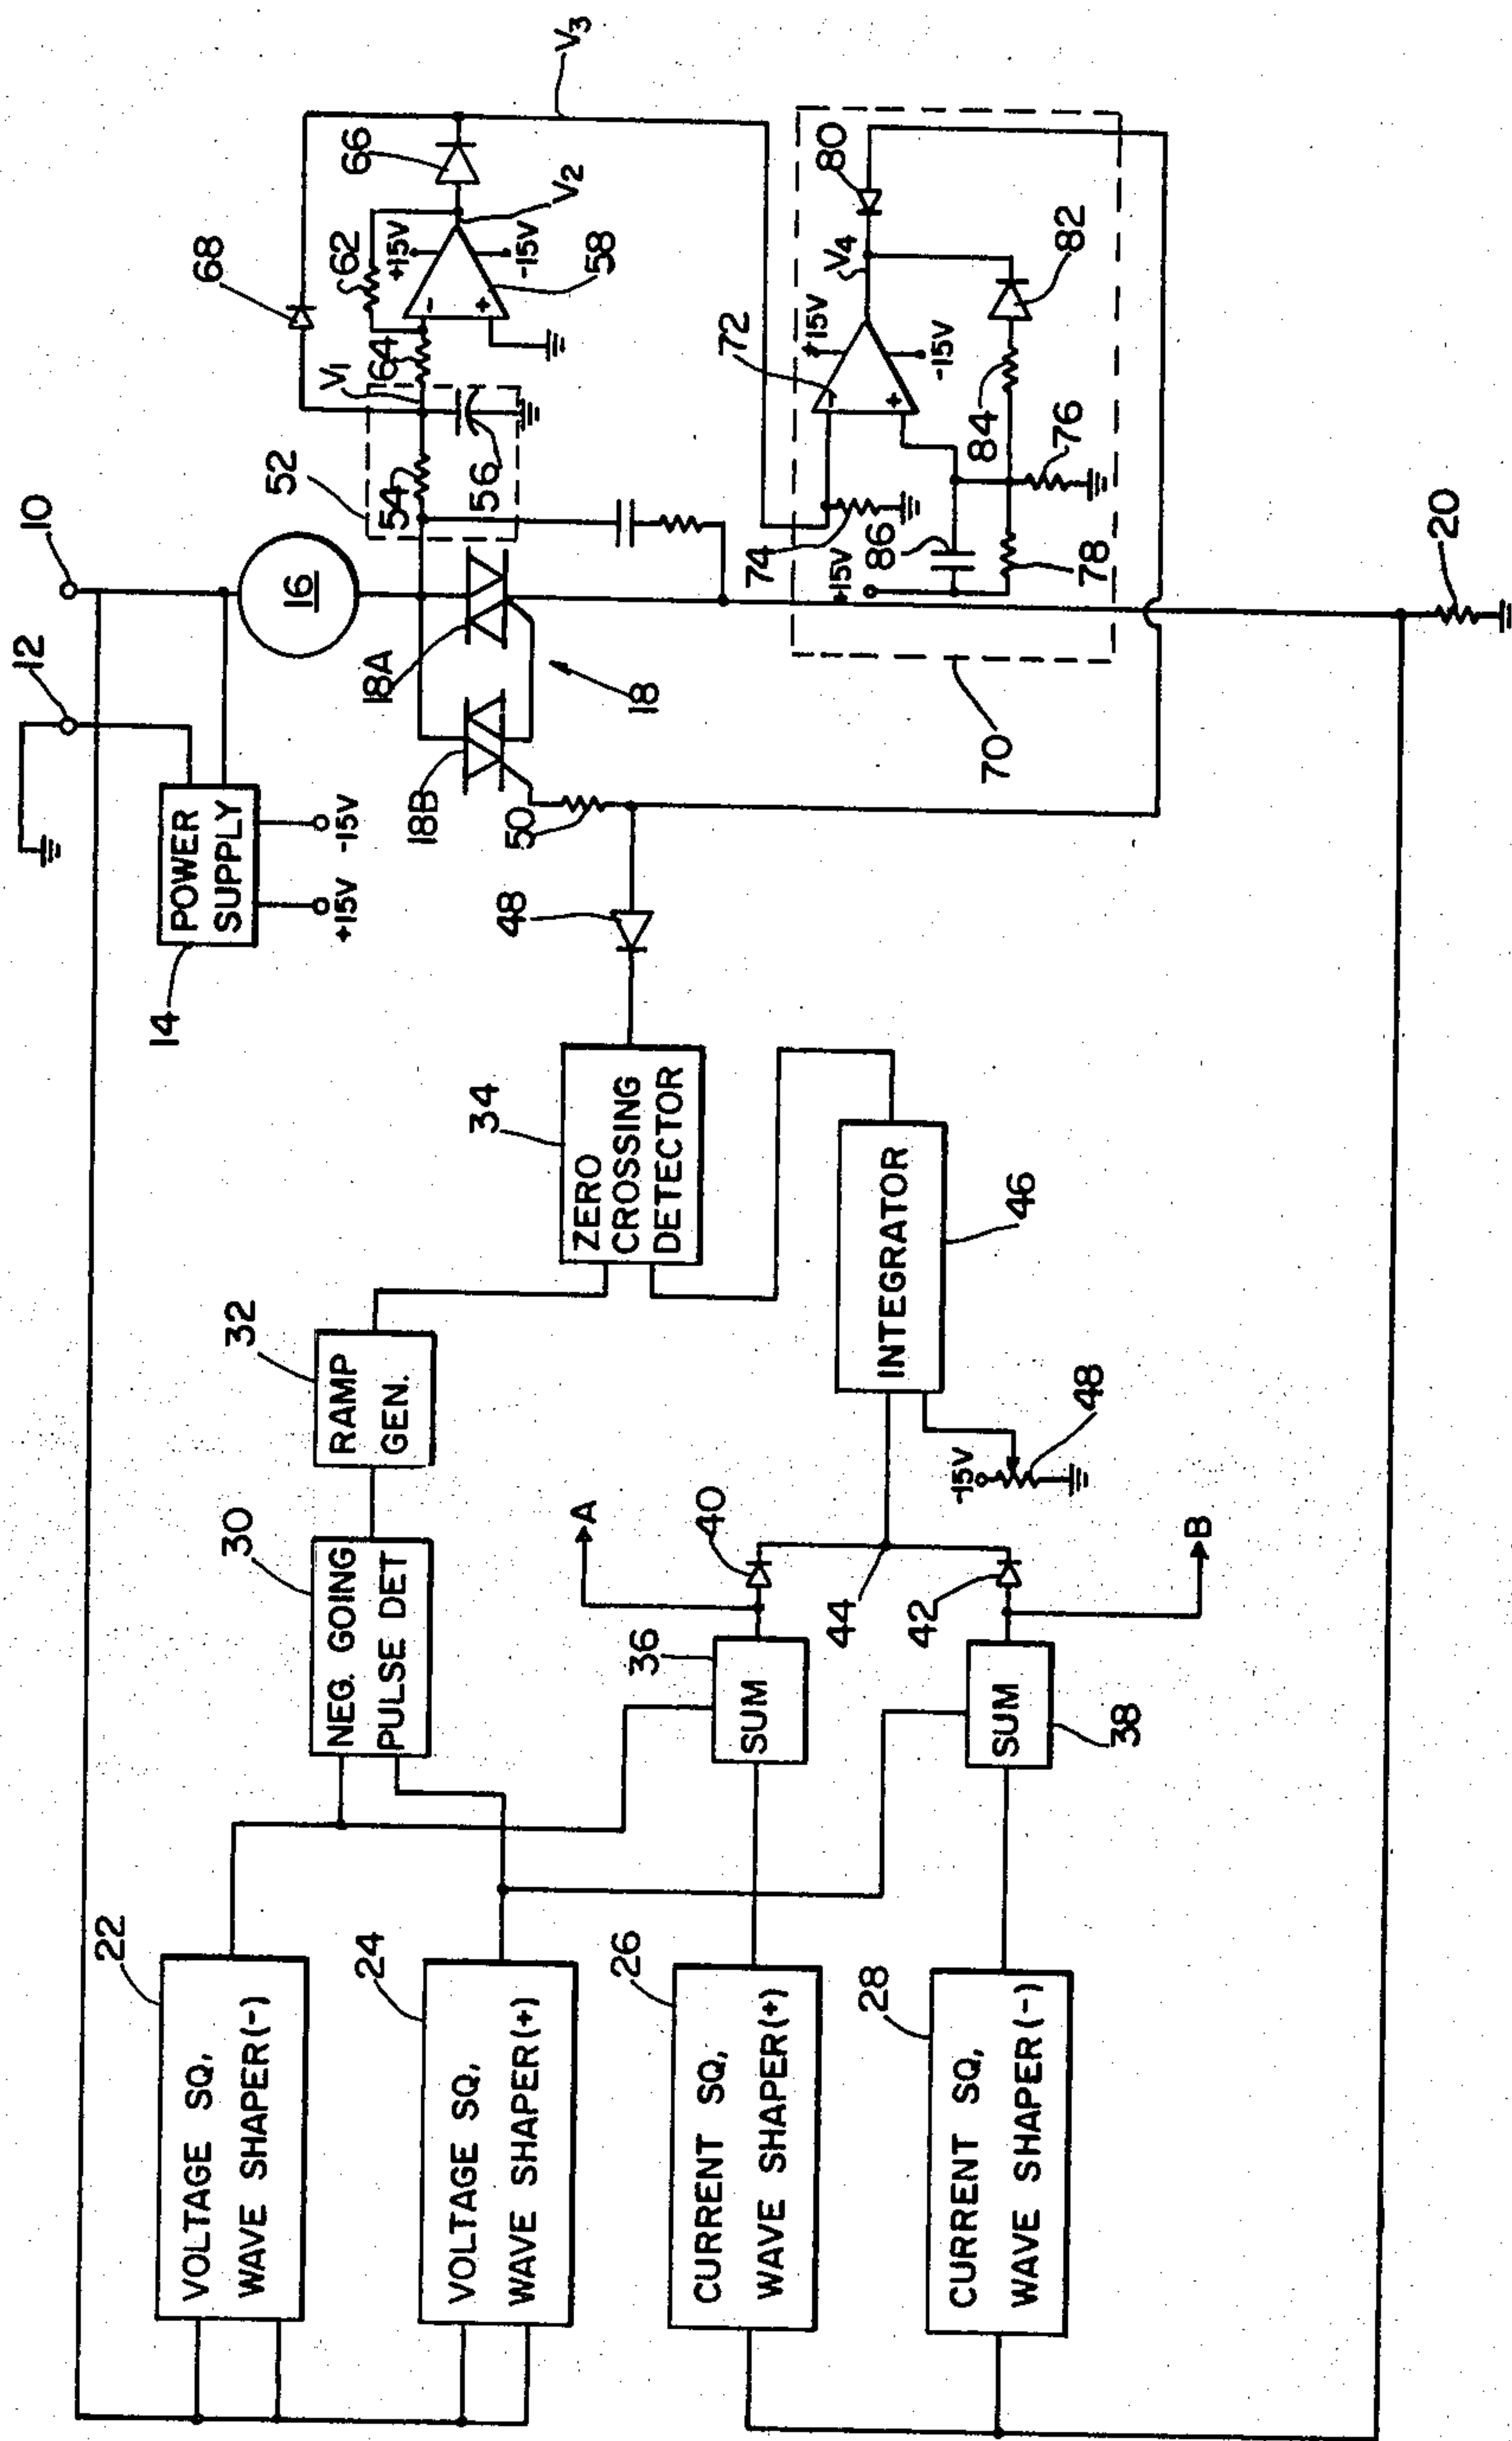 10
12
14
POWER
SUPPLY
+15V
-15V
16
18A
18B
18
20
22
VOLTAGE SQ,
WAVE SHAPER(-)
24
VOLTAGE SQ,
WAVE SHAPER(+)
26
CURRENT SQ,
WAVE SHAPER(+)
28
CURRENT SQ,
WAVE SHAPER(-)
30
NEG. GOING
PULSE DET
32
RAMP
GEN.
34
ZERO
CROSSING
DETECTOR
36
SUM
38
SUM
A
40
42
44
B
INTEGRATOR
46
-15V
48
48
50
52
54
56
V1
64
62
+15V
-
+
-15V
58
V2
66
68
V3
70
72
+15V
-
+
-15V
V4
80
82
84
74
76
+15V
86
78